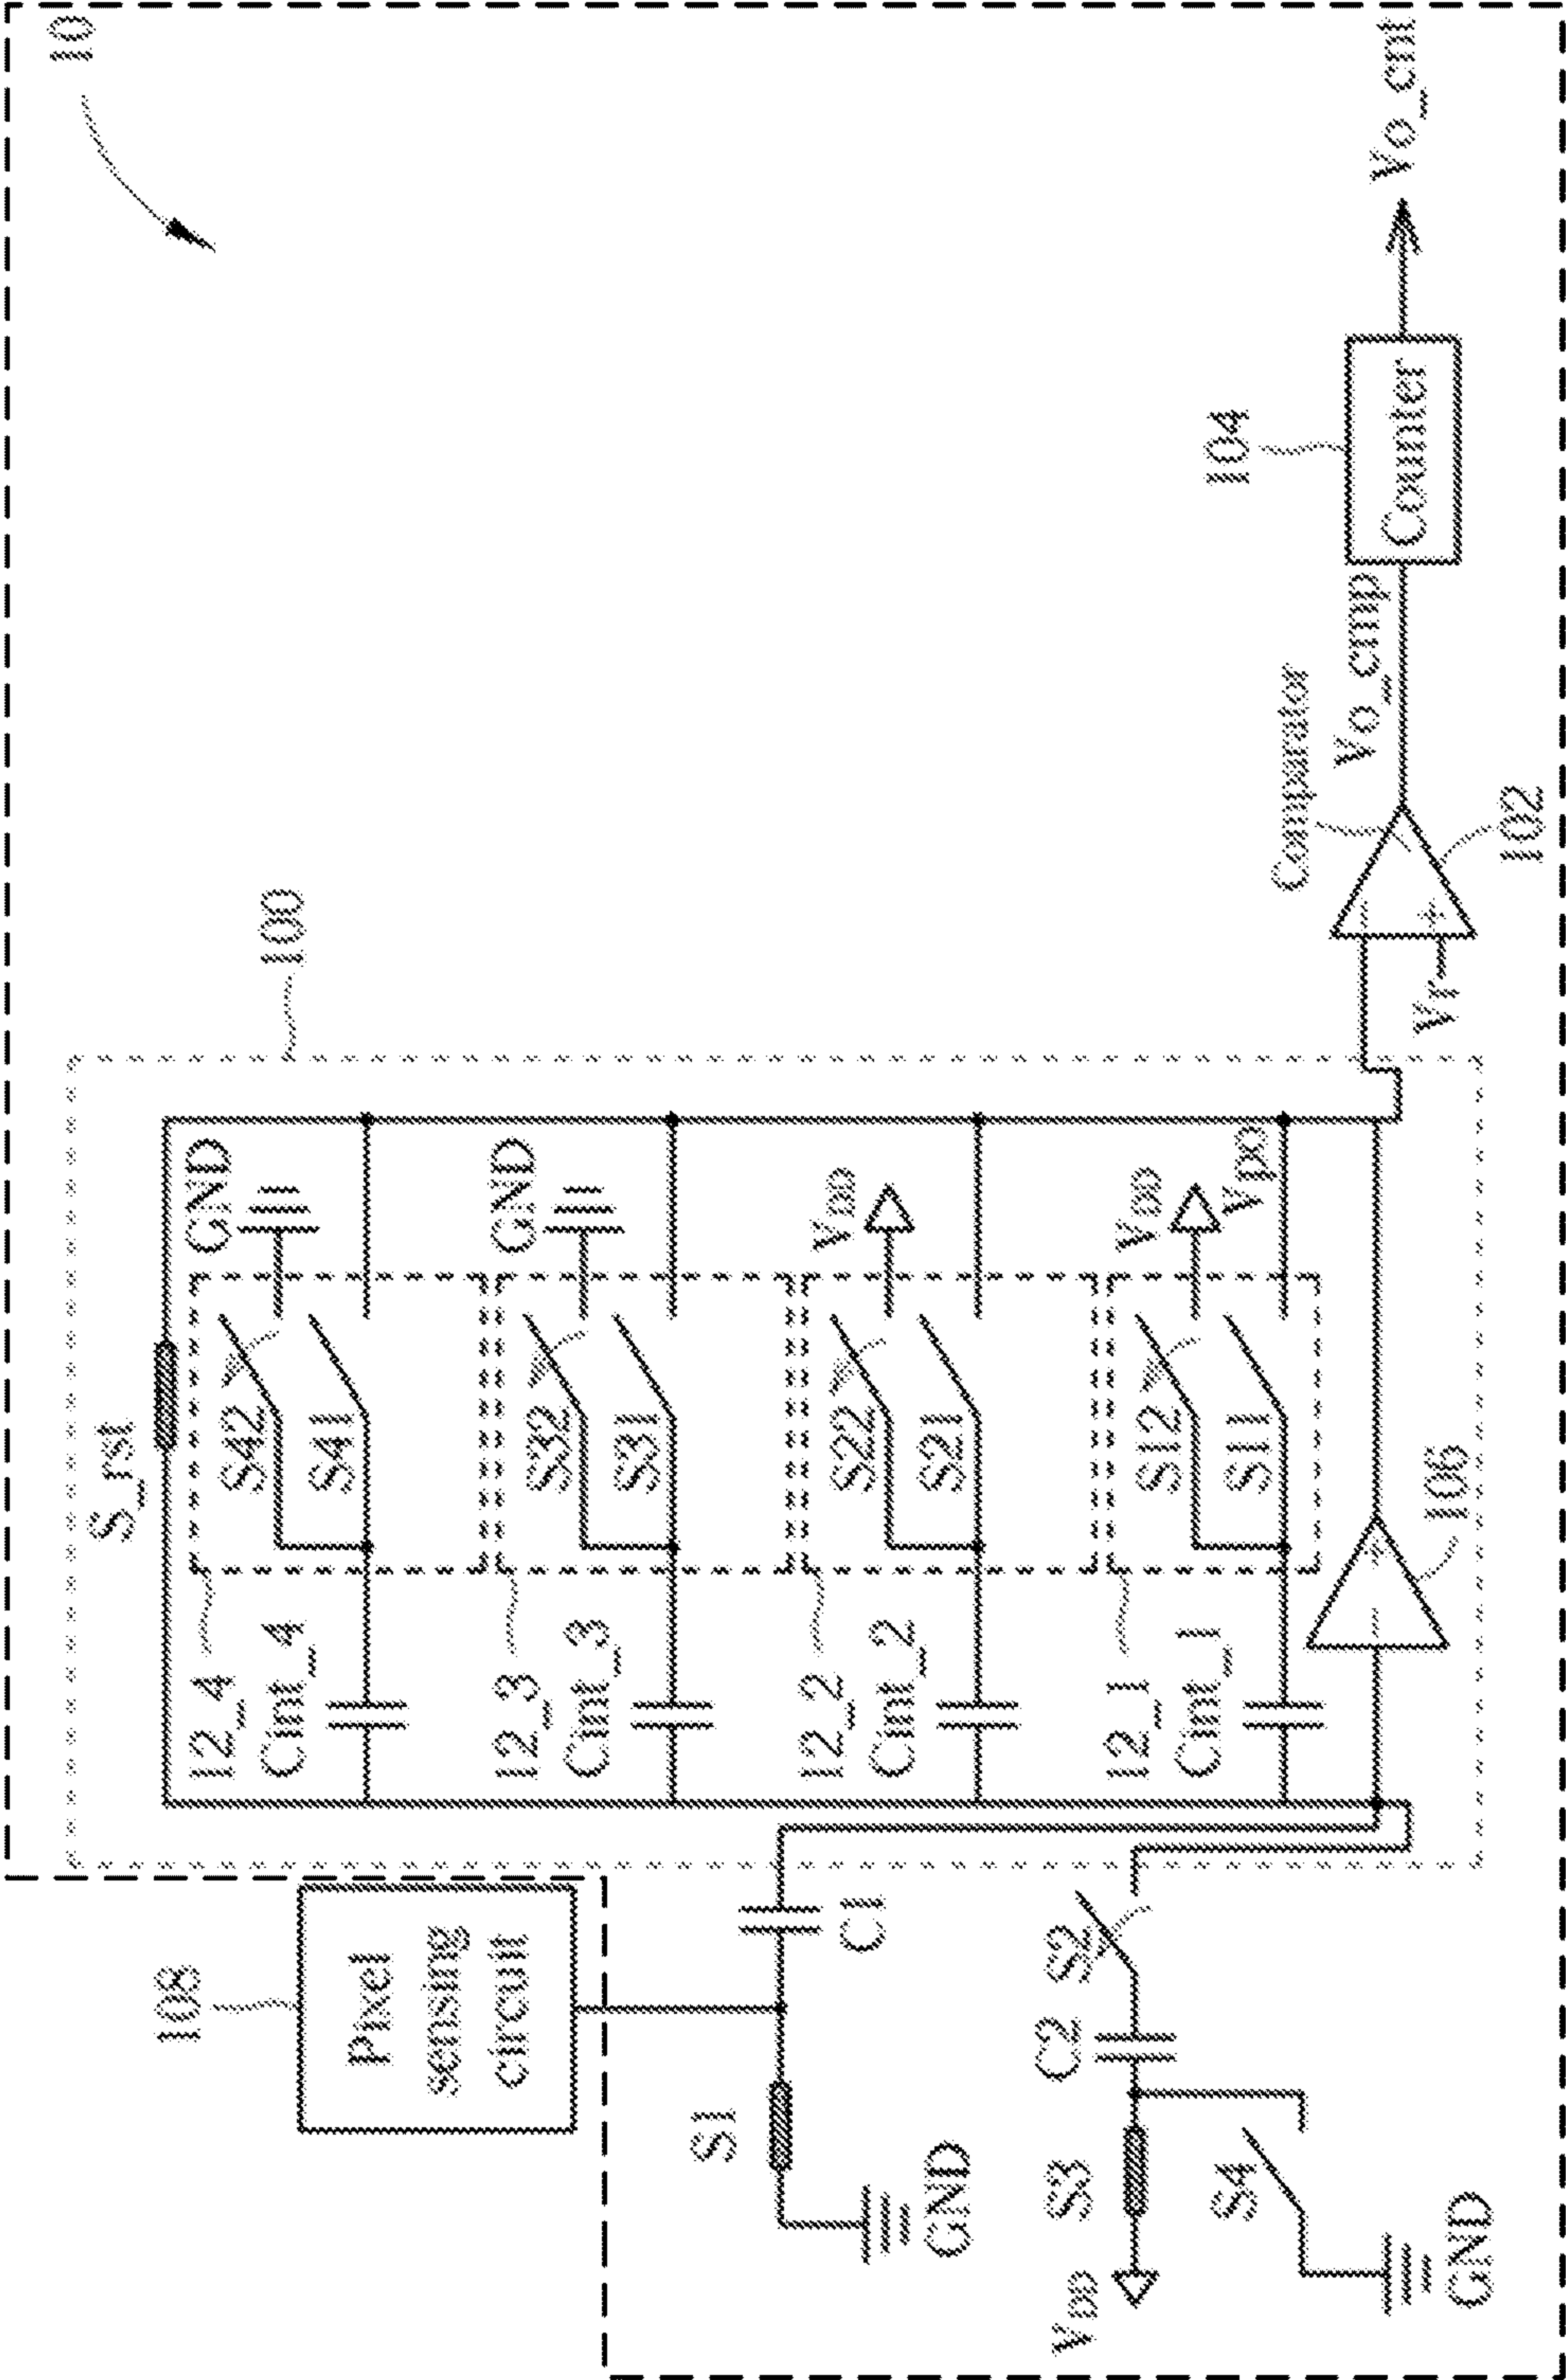 10
108
Pixel
sensing
circuit
S1
GND
C1
VDD
S3
S4
GND
C2
S2
100
S_rst
12_4
Cint_4
S42
S41
GND
12_3
Cint_3
S32
S31
GND
12_2
Cint_2
S22
S21
VDD
12_1
Cint_1
S12
S11
VDD
Vpo
106
Comparator
Vr
102
Vo_cmp
104
Counter
Vo_cnt